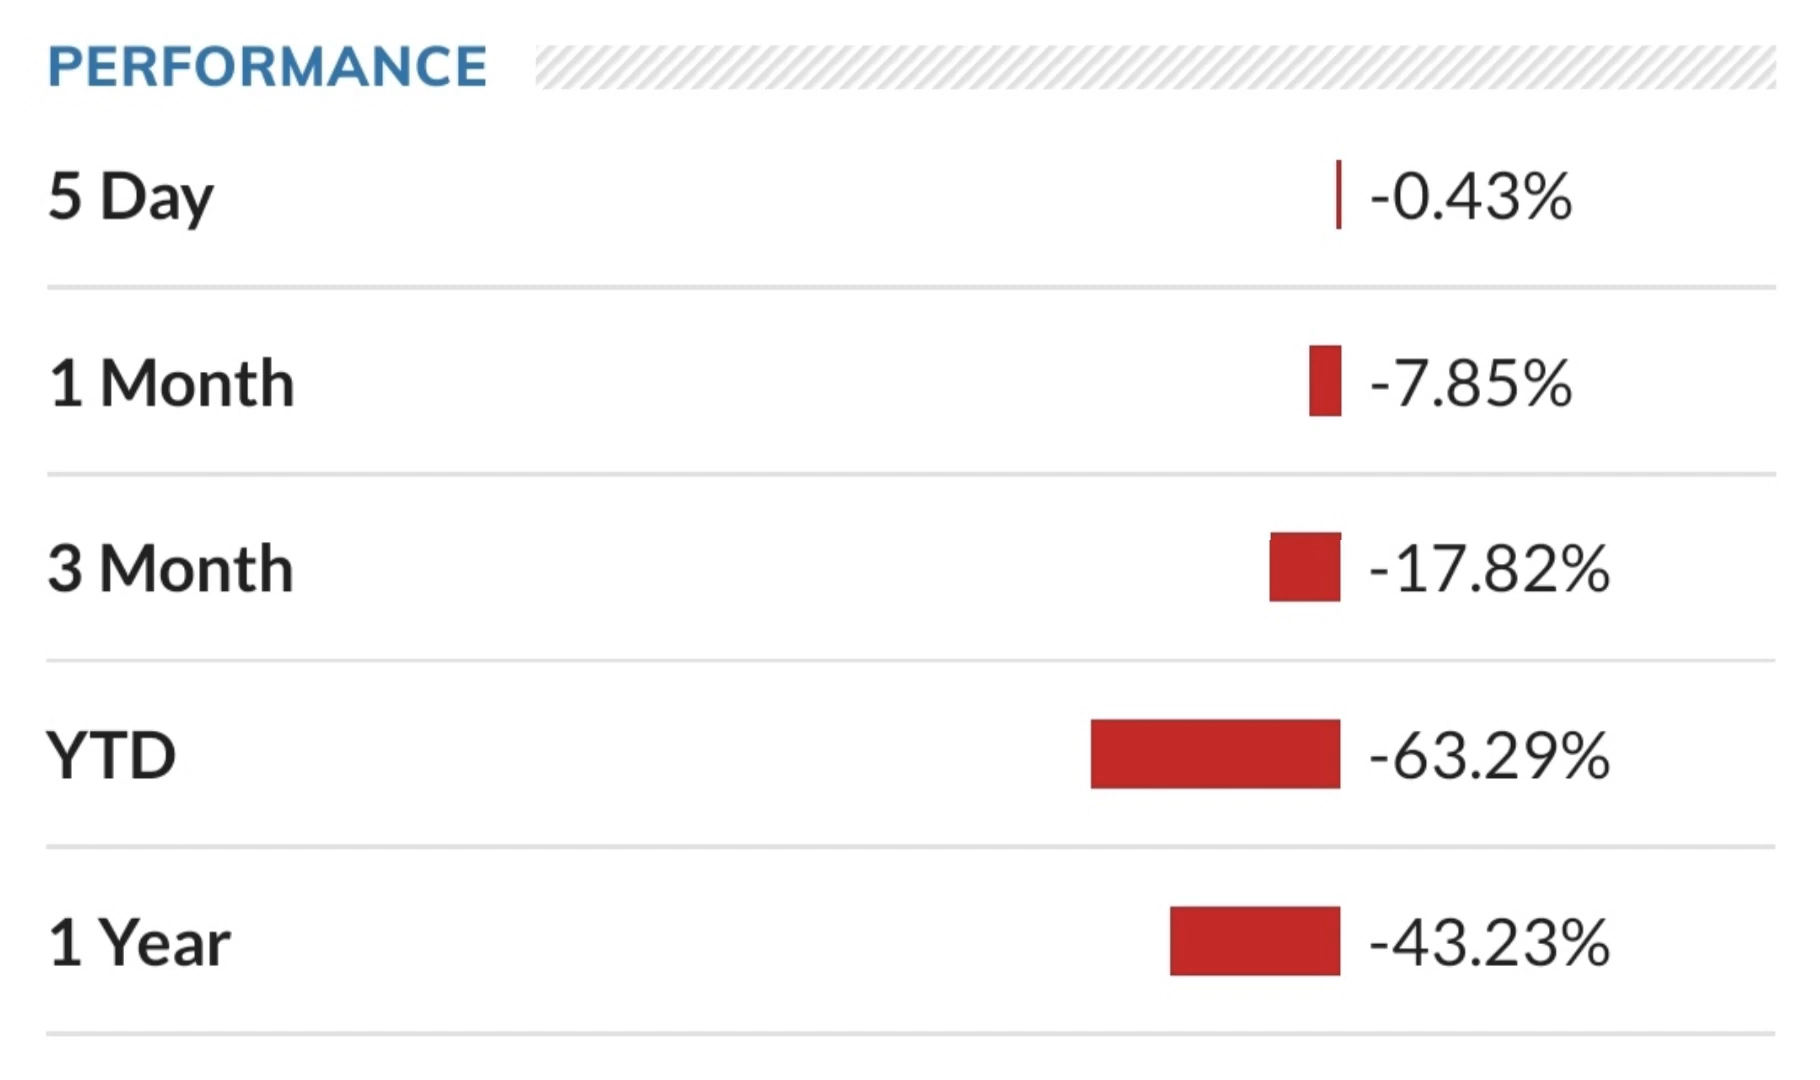 PERFORMANCE
5 Day -0.43%
1 Month -7.85%
3 Month -17.82%
YTD -63.29%
1 Year -43.23%